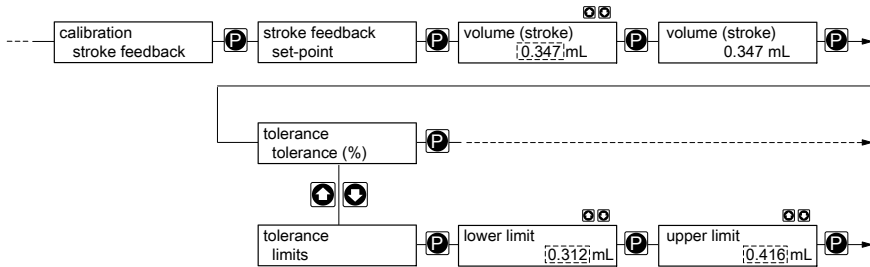 calibration
stroke feedback
P
stroke feedback
set-point
P
volume (stroke)
0.347 mL
P
volume (stroke)
0.347 mL
P
tolerance
tolerance (%)
P
tolerance
limits
P
lower limit
0.312 mL
P
upper limit
0.416 mL
P